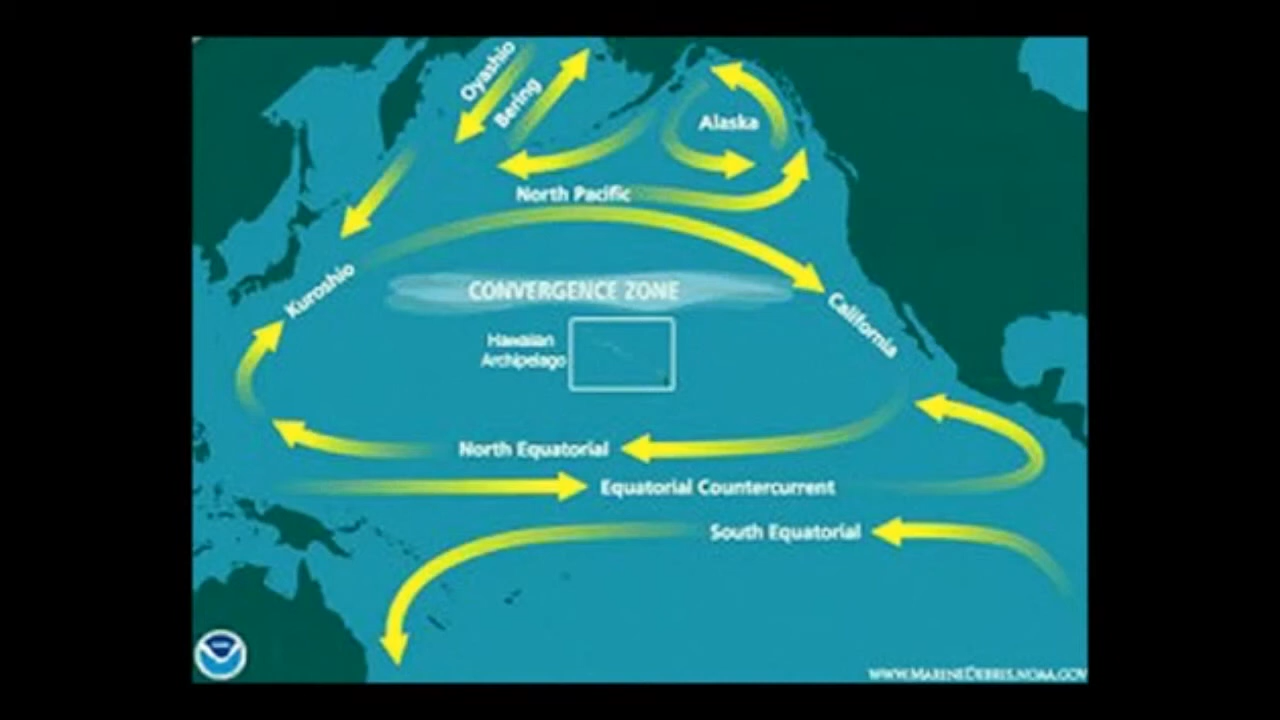 Oyashio
Bering
Alaska
North Pacific
Kuroshio
CONVERGENCE ZONE
California
Hawaiian
Archipelago
North Equatorial
Equatorial Countercurrent
South Equatorial
WWW.MARINEDEBRIS.NOAA.GOV